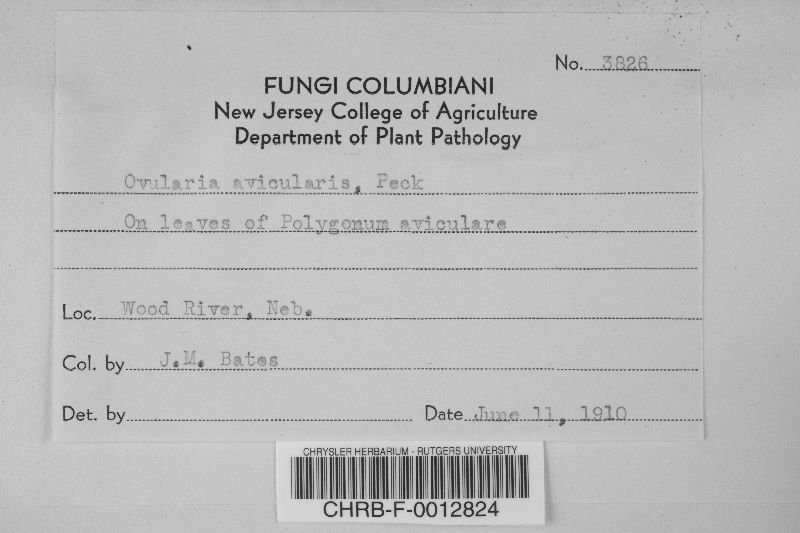 No. 3826
FUNGI COLUMBIANI
New Jersey College of Agriculture
Department of Plant Pathology
Ovularia avicularis, Peck
On leaves of Polygonum aviculare
Loc. Wood River, Neb.
Col. by J.M. Bates
Det. by
Date June 11, 1910
CHRYSLER HERBARIUM - RUTGERS UNIVERSITY
CHRB-F-0012824